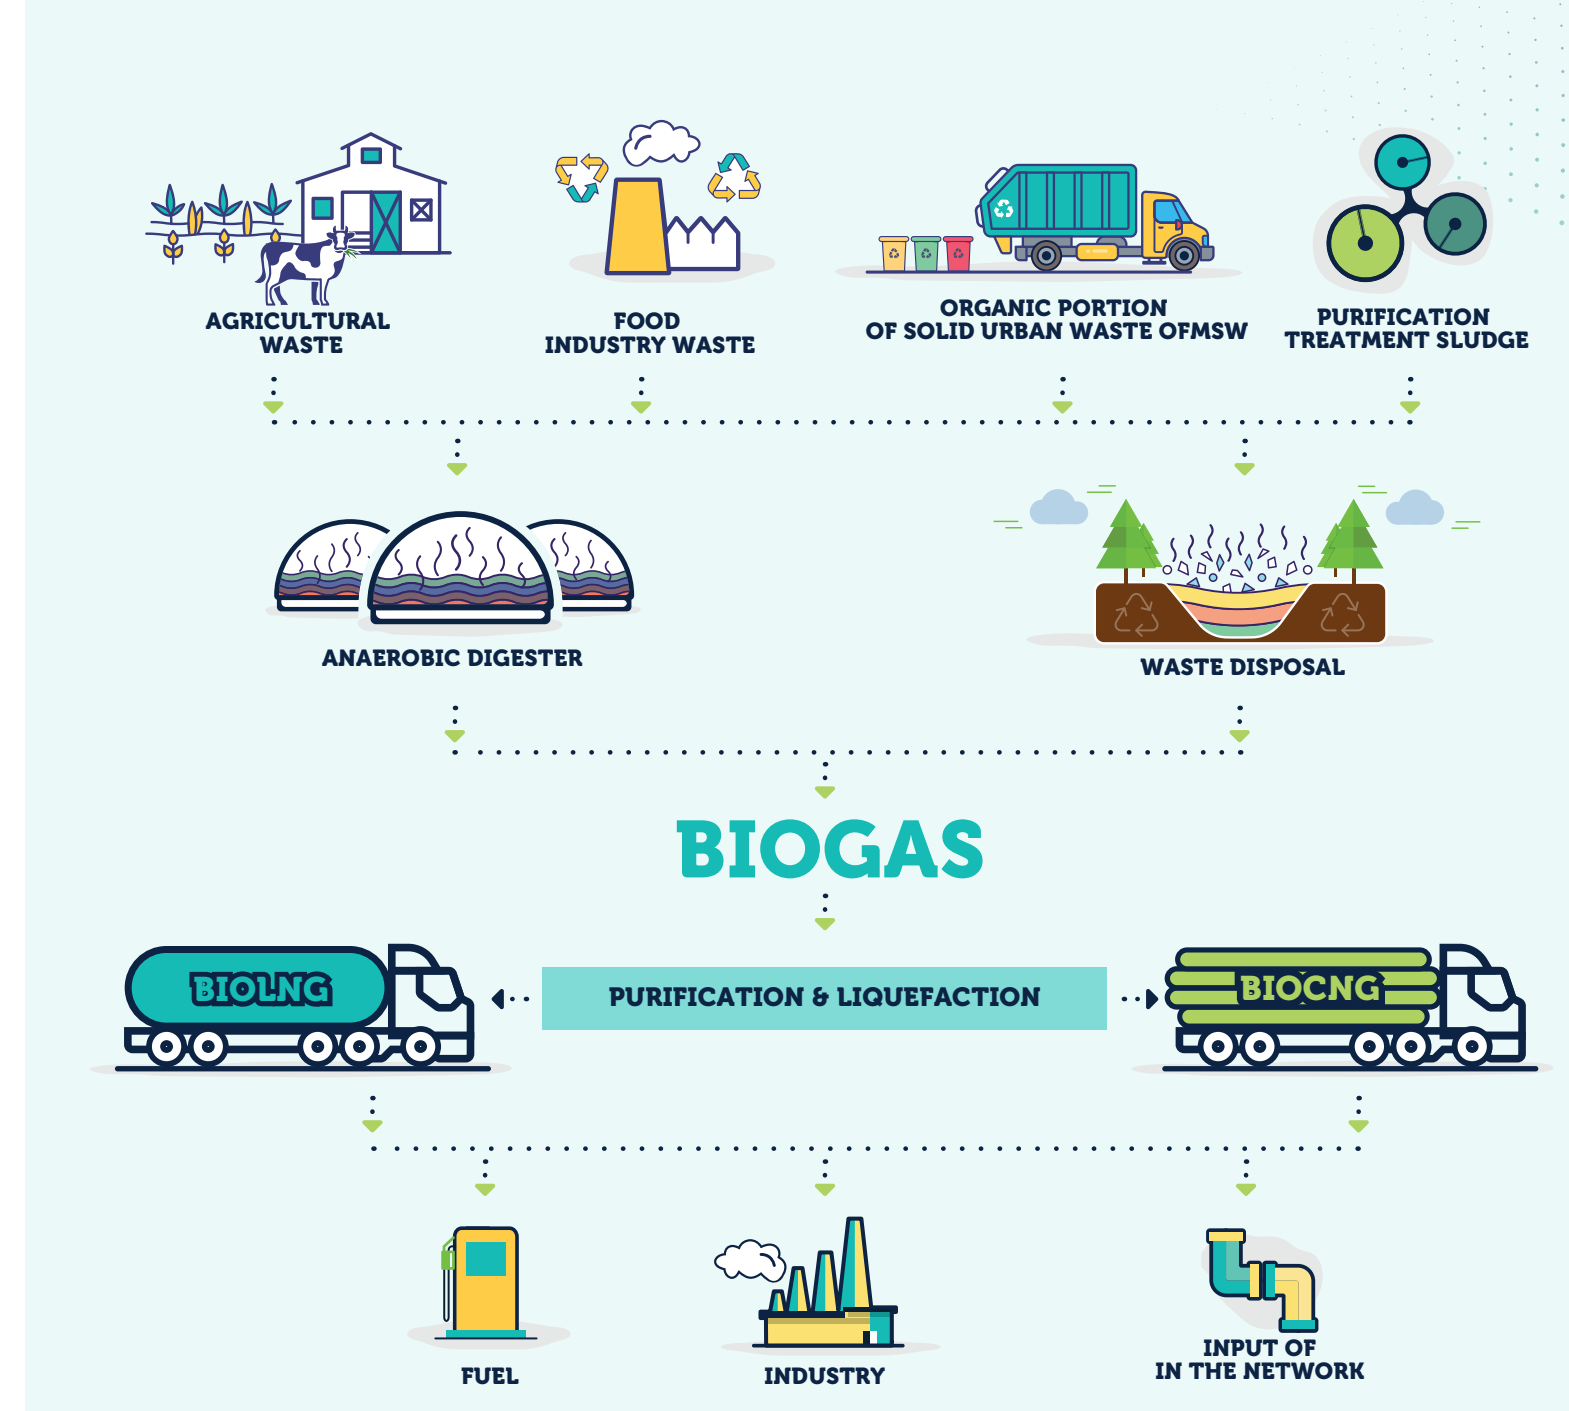 AGRICULTURAL
WASTE
FOOD
INDUSTRY WASTE
ORGANIC PORTION
OF SOLID URBAN WASTE OFMSW
PURIFICATION
TREATMENT SLUDGE
ANAEROBIC DIGESTER
WASTE DISPOSAL
BIOGAS
BIOLNG
PURIFICATION & LIQUEFACTION
BIOCNG
FUEL
INDUSTRY
INPUT OF
IN THE NETWORK